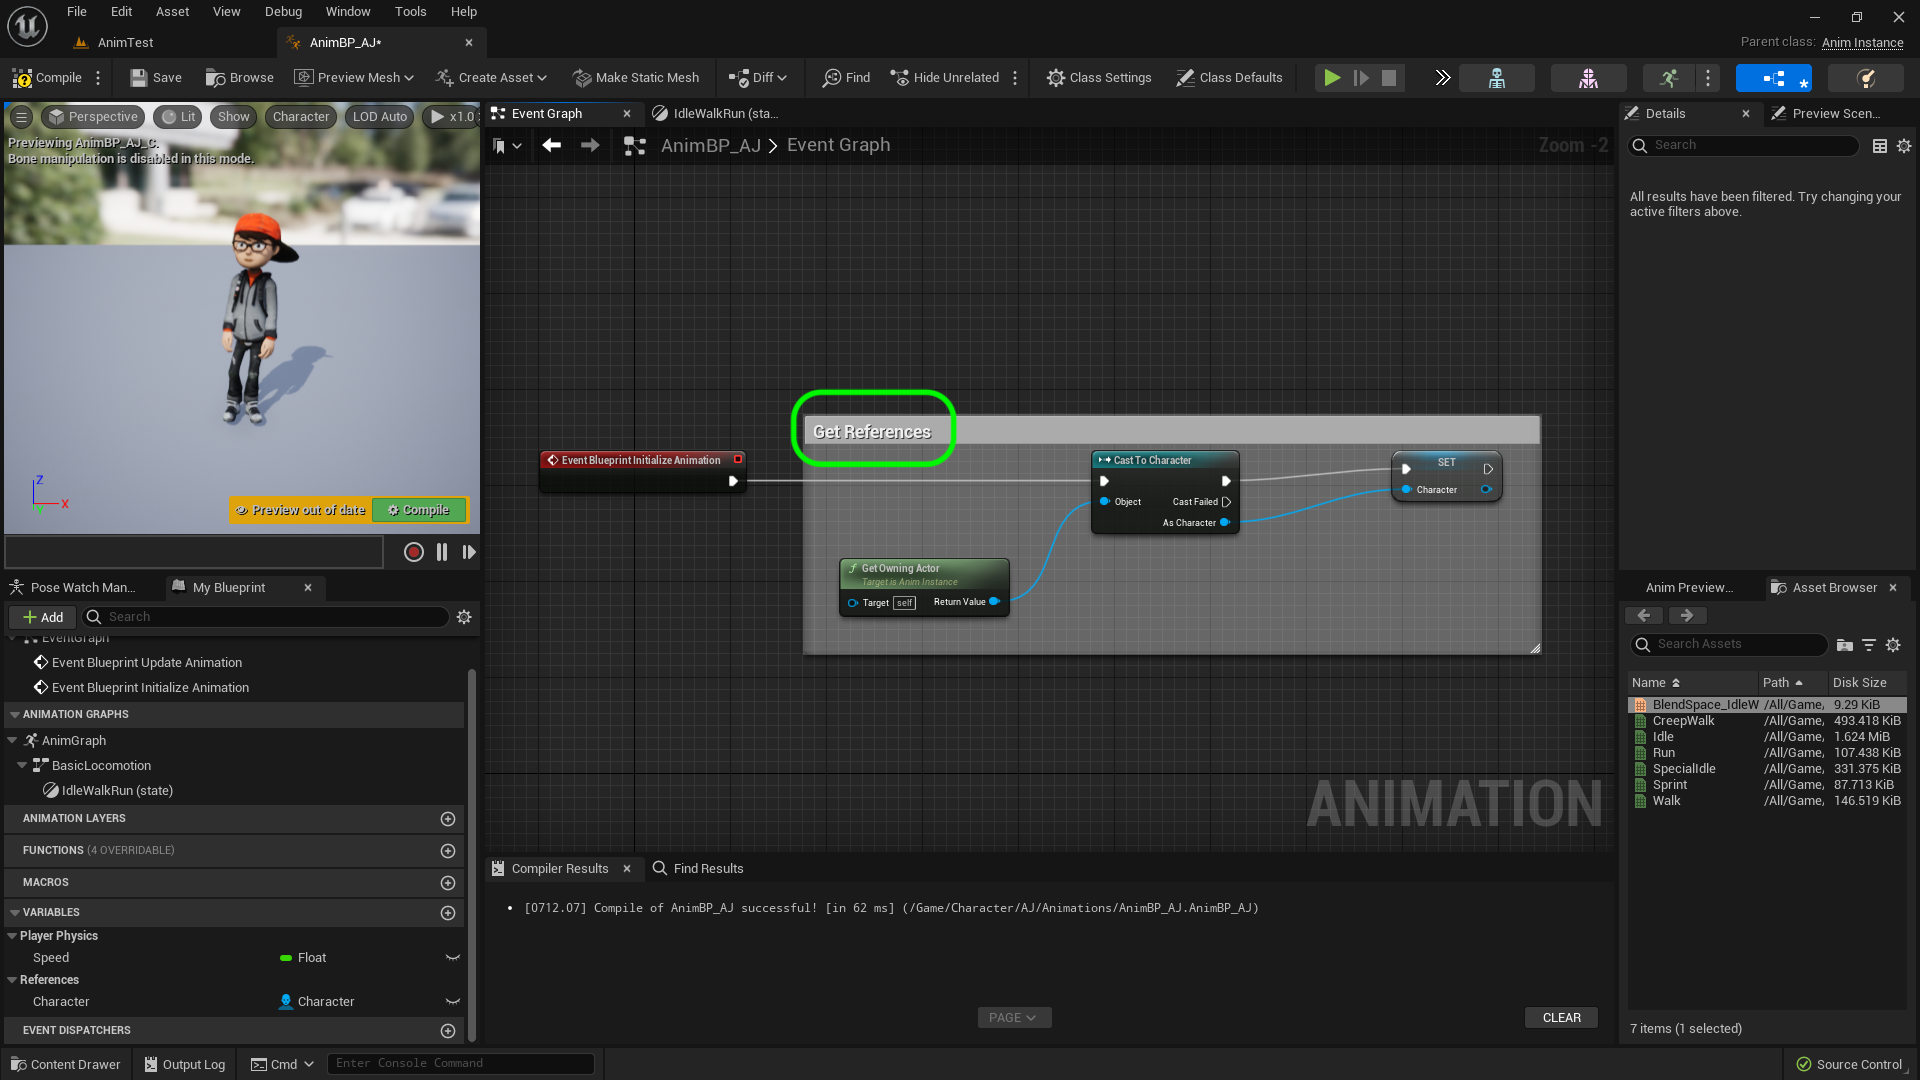 File Edit Asset View Debug Window Tools Help
AnimTest
AnimBP_AJ*
Parent class: Anim Instance
Compile Save Browse Preview Mesh Create Asset Make Static Mesh Diff Find Hide Unrelated Class Settings Class Defaults
Perspective Lit Show Character LOD Auto x1.0
Previewing AnimBP_AJ_C.
Bone manipulation is disabled in this mode.
Z
X
Y
Preview out of date Compile
Event Graph
IdleWalkRun (sta...
AnimBP_AJ > Event Graph
Zoom -2
Get References
Event Blueprint Initialize Animation
Cast To Character
Object
Cast Failed
As Character
SET
Character
Get Owning Actor
Target is Anim Instance
Target self Return Value
ANIMATION
Pose Watch Man...
My Blueprint
Add Search
EventGraph
Event Blueprint Update Animation
Event Blueprint Initialize Animation
ANIMATION GRAPHS
AnimGraph
BasicLocomotion
IdleWalkRun (state)
ANIMATION LAYERS
FUNCTIONS (4 OVERRIDABLE)
MACROS
VARIABLES
Player Physics
Speed Float
References
Character Character
EVENT DISPATCHERS
Compiler Results
Find Results
[0712.07] Compile of AnimBP_AJ successful! [in 62 ms] (/Game/Character/AJ/Animations/AnimBP_AJ.AnimBP_AJ)
PAGE
CLEAR
Details
Preview Scen...
Search
All results have been filtered. Try changing your
active filters above.
Anim Preview...
Asset Browser
Search Assets
Name Path Disk Size
BlendSpace_IdleW /All/Game, 9.29 KiB
CreepWalk /All/Game, 493.418 KiB
Idle /All/Game, 1.624 MiB
Run /All/Game, 107.438 KiB
SpecialIdle /All/Game, 331.375 KiB
Sprint /All/Game, 87.713 KiB
Walk /All/Game, 146.519 KiB
7 items (1 selected)
Content Drawer Output Log Cmd Enter Console Command
Source Control